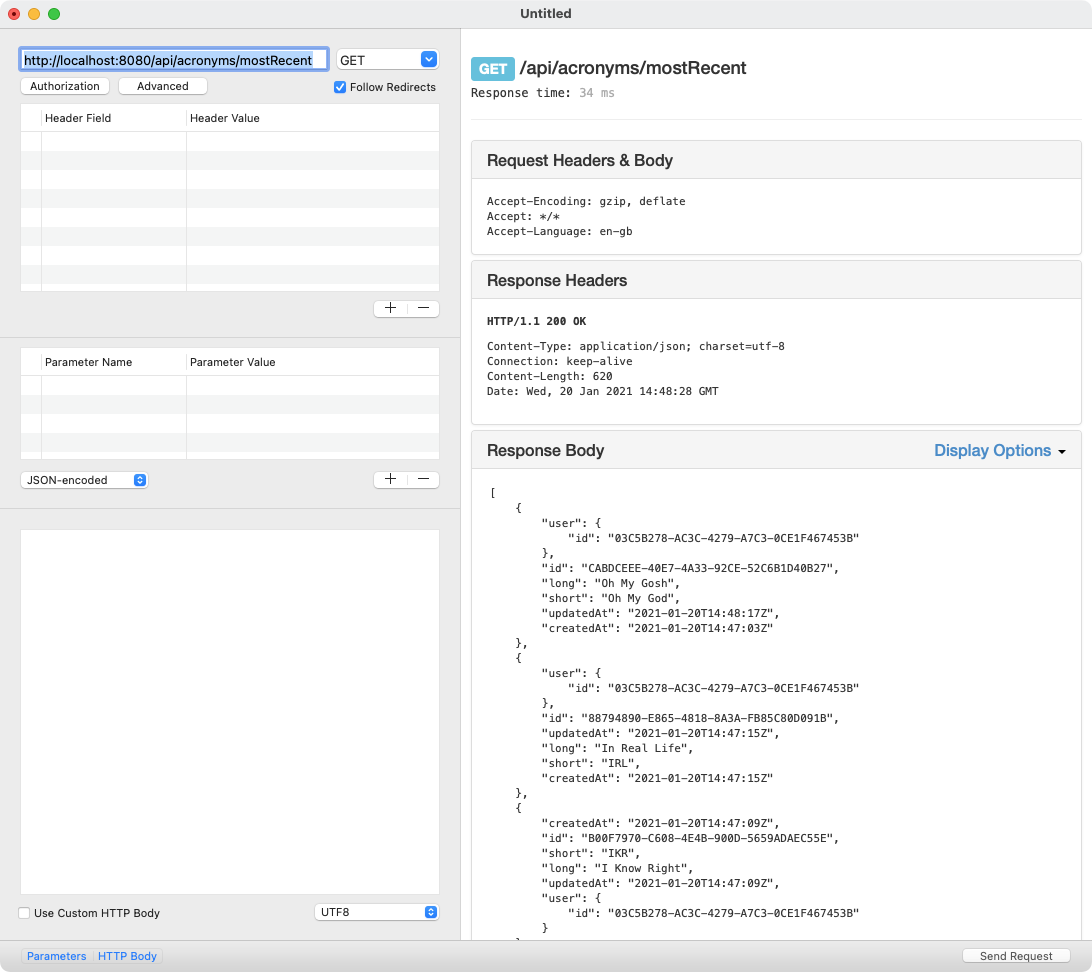 Untitled
http://localhost:8080/api/acronyms/mostRecent
GET
Authorization
Advanced
Follow Redirects
Header Field
Header Value
Parameter Name
Parameter Value
JSON-encoded
Use Custom HTTP Body
UTF8
Parameters
HTTP Body
GET /api/acronyms/mostRecent
Response time: 34 ms
Request Headers & Body
Accept-Encoding: gzip, deflate
Accept: */*
Accept-Language: en-gb
Response Headers
HTTP/1.1 200 OK
Content-Type: application/json; charset=utf-8
Connection: keep-alive
Content-Length: 620
Date: Wed, 20 Jan 2021 14:48:28 GMT
Response Body
Display Options
[
{
"user": {
"id": "03C5B278-AC3C-4279-A7C3-0CE1F467453B"
},
"id": "CABDCEEE-40E7-4A33-92CE-52C6B1D40B27",
"long": "Oh My Gosh",
"short": "Oh My God",
"updatedAt": "2021-01-20T14:48:17Z",
"createdAt": "2021-01-20T14:47:03Z"
},
{
"user": {
"id": "03C5B278-AC3C-4279-A7C3-0CE1F467453B"
},
"id": "88794890-E865-4818-8A3A-FB85C80D091B",
"updatedAt": "2021-01-20T14:47:15Z",
"long": "In Real Life",
"short": "IRL",
"createdAt": "2021-01-20T14:47:15Z"
},
{
"createdAt": "2021-01-20T14:47:09Z",
"id": "B00F7970-C608-4E4B-900D-5659ADAEC55E",
"short": "IKR",
"long": "I Know Right",
"updatedAt": "2021-01-20T14:47:09Z",
"user": {
"id": "03C5B278-AC3C-4279-A7C3-0CE1F467453B"
}
Send Request